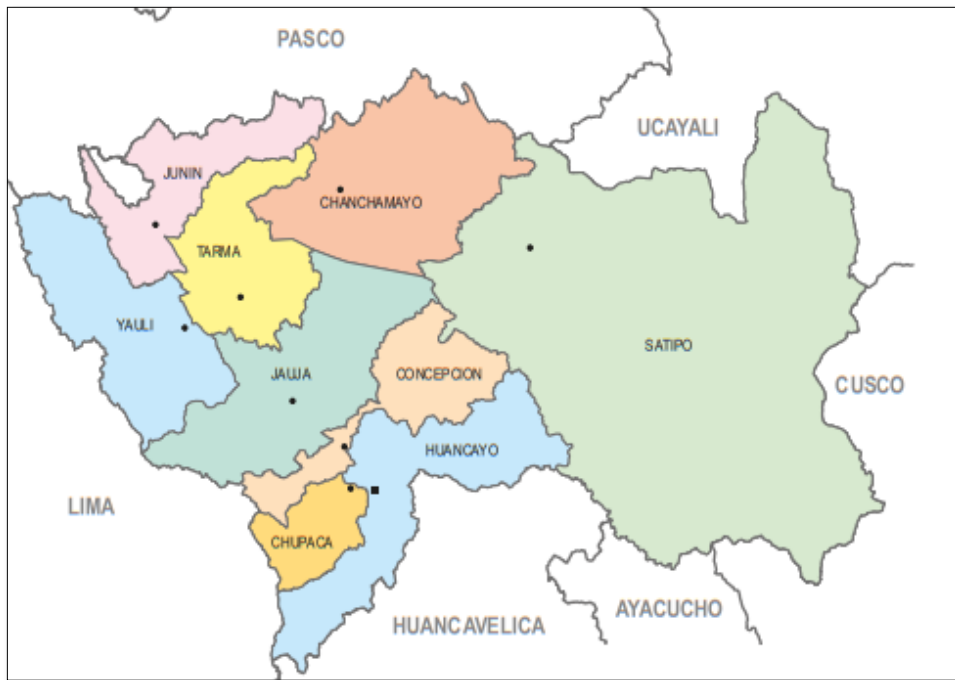 PASCO
UCAYALI
JUNIN
CHANCHAMAYO
TARMA
YAULI
SATIPO
JAUJA
CONCEPCION
CUSCO
HUANCAYO
LIMA
CHUPACA
AYACUCHO
HUANCAVELICA